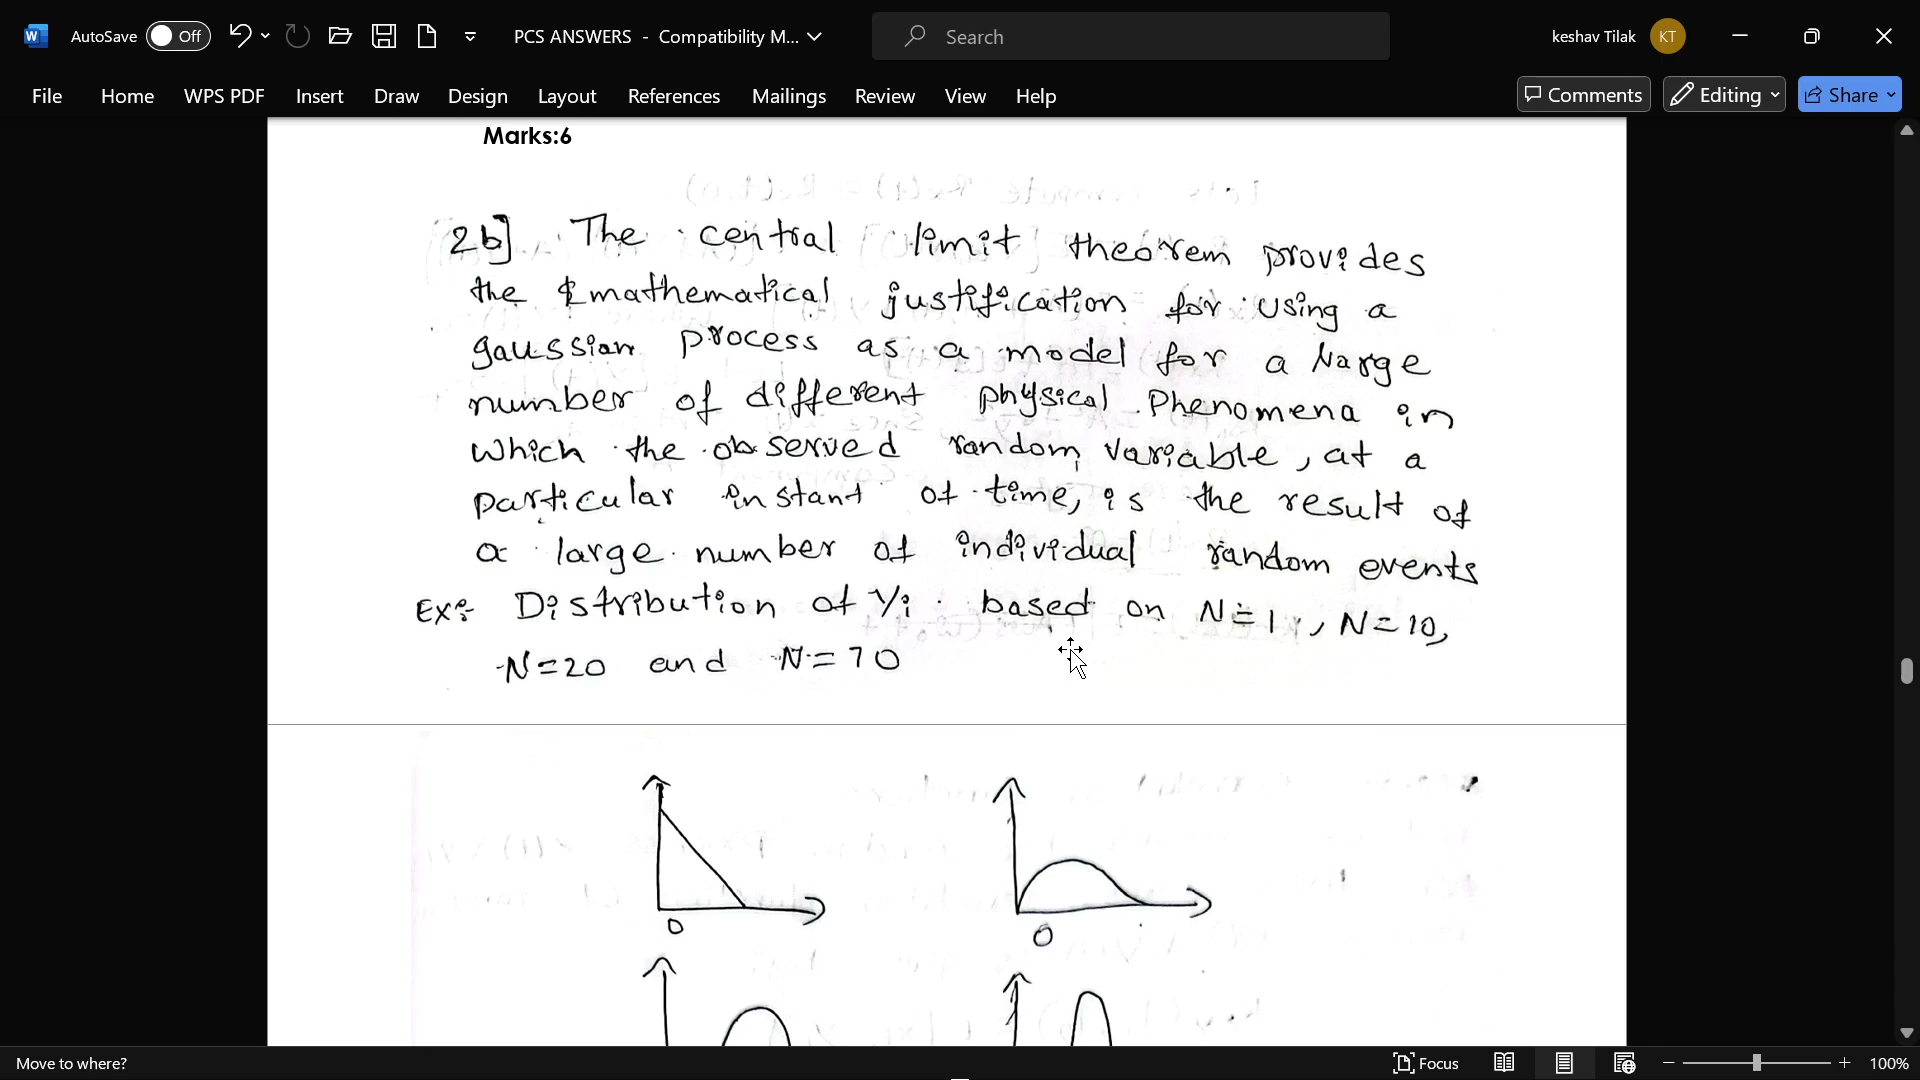 AutoSave Off PCS ANSWERS - Compatibility M... Search keshav Tilak KT
File Home WPS PDF Insert Draw Design Layout References Mailings Review View Help Comments Editing Share
Marks:6
2b] The central limit theorem provides
the mathematical justification for using a
gaussian process as a model for a large
number of different physical phenomena in
which the observed random variable, at a
particular instant of time, is the result of
a large number of individual random events
Ex:- Distribution of Yi based on N=1, N=10,
N=20 and N=70
0
0
Move to where? Focus 100%